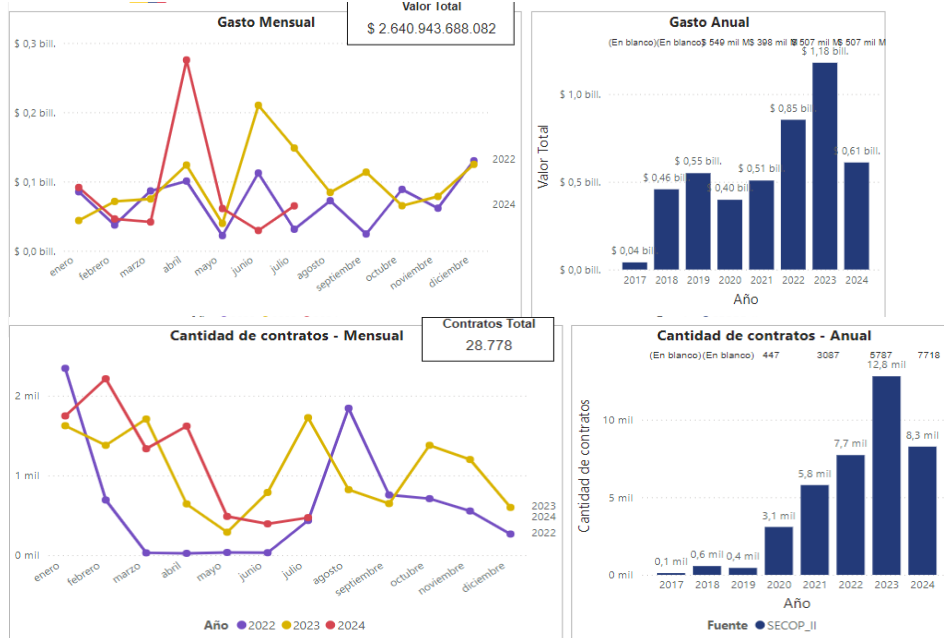 Gasto Mensual
Valor Total
$ 2.640.943.688.082
$ 0,3 bill.
$ 0,2 bill.
$ 0,1 bill.
$ 0,0 bill.
2022
2024
enero
febrero
marzo
abril
mayo
junio
julio
agosto
septiembre
octubre
noviembre
diciembre
Gasto Anual
(En blanco)(En blanco)$ 549 mil M$ 398 mil M $ 507 mil M$ 507 mil M
Valor Total
$ 1,0 bill.
$ 0,5 bill.
$ 0,0 bill.
$ 0,04 bill.
$ 0,46 bill.
$ 0,55 bill.
$ 0,40 bill.
$ 0,51 bill.
$ 0,85 bill.
$ 1,18 bill.
$ 0,61 bill.
2017 2018 2019 2020 2021 2022 2023 2024
Año
Cantidad de contratos - Mensual
Contratos Total
28.778
2 mil
1 mil
0 mil
2023
2024
2022
enero
febrero
marzo
abril
mayo
junio
julio
agosto
septiembre
octubre
noviembre
diciembre
Año 2022 2023 2024
Cantidad de contratos - Anual
(En blanco)(En blanco) 447 3087 5787 7718
Cantidad de contratos
10 mil
5 mil
0 mil
0,1 mil
0,6 mil
0,4 mil
3,1 mil
5,8 mil
7,7 mil
12,8 mil
8,3 mil
2017 2018 2019 2020 2021 2022 2023 2024
Año
Fuente SECOP_II